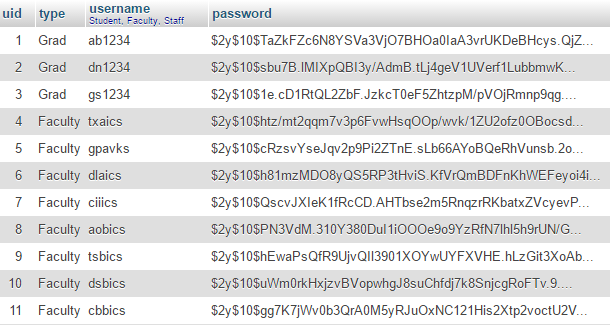 uid type username password
Student, Faculty, Staff
1 Grad ab1234 $2y$10$TaZkFZc6N8YSVa3VjO7BHOa0IaA3vrUKDeBHcys.QjZ...
2 Grad dn1234 $2y$10$sbu7B.lMIXpQBI3y/AdmB.tLj4geV1UVerf1LubbmwK...
3 Grad gs1234 $2y$10$1e.cD1RtQL2ZbF.JzkcT0eF5ZhtzpM/pVOjRmnp9qg....
4 Faculty txaics $2y$10$htz/mt2qqm7v3p6FvwHsqOOp/wvk/1ZU2ofz0OBocsd...
5 Faculty gpavks $2y$10$cRzsvYseJqv2p9Pi2ZTnE.sLb66AYoBQeRhVunsb.2o...
6 Faculty dlaics $2y$10$h81mzMDO8yQS5RP3tHviS.KfVrQmBDFnKhWEFeyoi4i...
7 Faculty ciiics $2y$10$QscvJXIeK1fRcCD.AHTbse2m5RnqzrRKbatxZVcyevP...
8 Faculty aobics $2y$10$PN3VdM.310Y380DuI1iOOOe9o9YzRfN7lhl5h9rUN/G...
9 Faculty tsbics $2y$10$hEwaPsQfR9UjvQII3901XOYwUYFXVHE.hLzGit3XoAb...
10 Faculty dsbics $2y$10$uWm0rkHxjzvBVopwhgJ8suChfdj7k8SnjcgRoFTv.9....
11 Faculty cbbics $2y$10$gg7K7jWv0b3QrA0M5yRJuOxNC121His2Xtp2voctU2V...